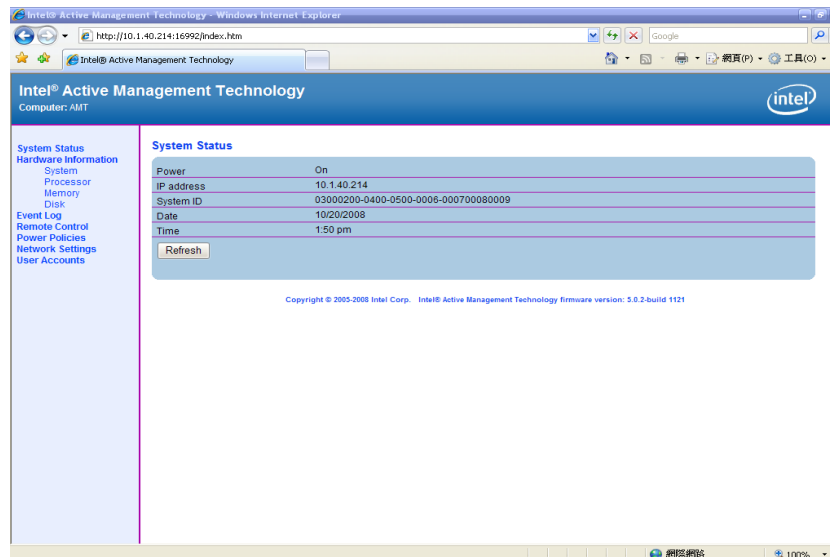 Intel® Active Management Technology - Windows Internet Explorer
http://10.1.40.214:16992/index.htm
Google
Intel® Active Management Technology
網頁(P)
工具(O)
Intel® Active Management Technology
Computer: AMT
intel
System Status
Hardware Information
System
Processor
Memory
Disk
Event Log
Remote Control
Power Policies
Network Settings
User Accounts
System Status
Power On
IP address 10.1.40.214
System ID 03000200-0400-0500-0006-000700080009
Date 10/20/2008
Time 1:50 pm
Refresh
Copyright © 2005-2008 Intel Corp. Intel® Active Management Technology firmware version: 5.0.2-build 1121
網際網路
100%